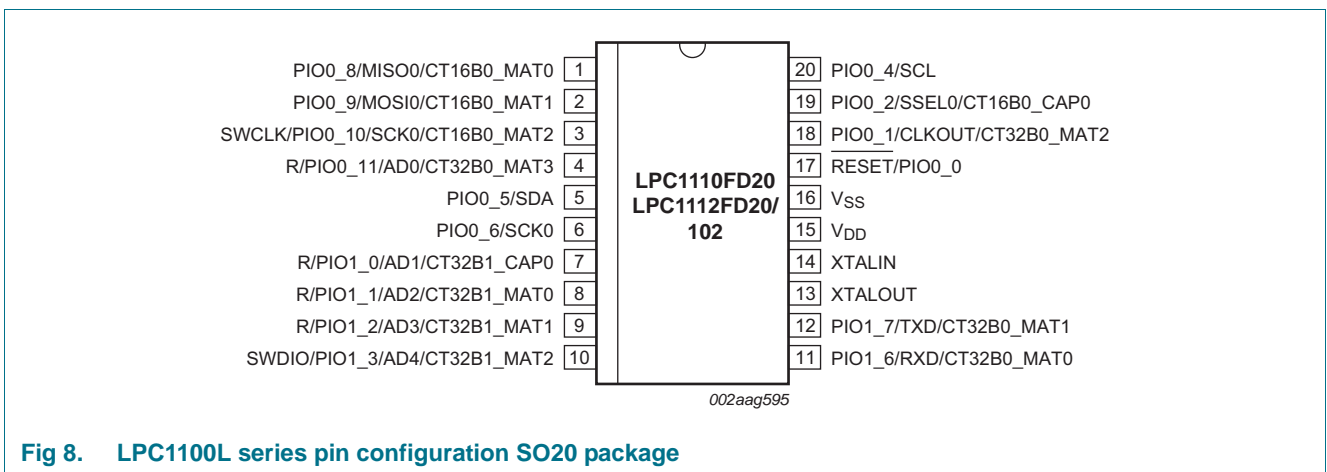 PIO0_8/MISO0/CT16B0_MAT0 1
PIO0_9/MOSI0/CT16B0_MAT1 2
SWCLK/PIO0_10/SCK0/CT16B0_MAT2 3
R/PIO0_11/AD0/CT32B0_MAT3 4
PIO0_5/SDA 5
PIO0_6/SCK0 6
R/PIO1_0/AD1/CT32B1_CAP0 7
R/PIO1_1/AD2/CT32B1_MAT0 8
R/PIO1_2/AD3/CT32B1_MAT1 9
SWDIO/PIO1_3/AD4/CT32B1_MAT2 10
LPC1110FD20
LPC1112FD20/
102
20 PIO0_4/SCL
19 PIO0_2/SSEL0/CT16B0_CAP0
18 PIO0_1/CLKOUT/CT32B0_MAT2
17 RESET/PIO0_0
16 VSS
15 VDD
14 XTALIN
13 XTALOUT
12 PIO1_7/TXD/CT32B0_MAT1
11 PIO1_6/RXD/CT32B0_MAT0
002aag595
Fig 8. LPC1100L series pin configuration SO20 package